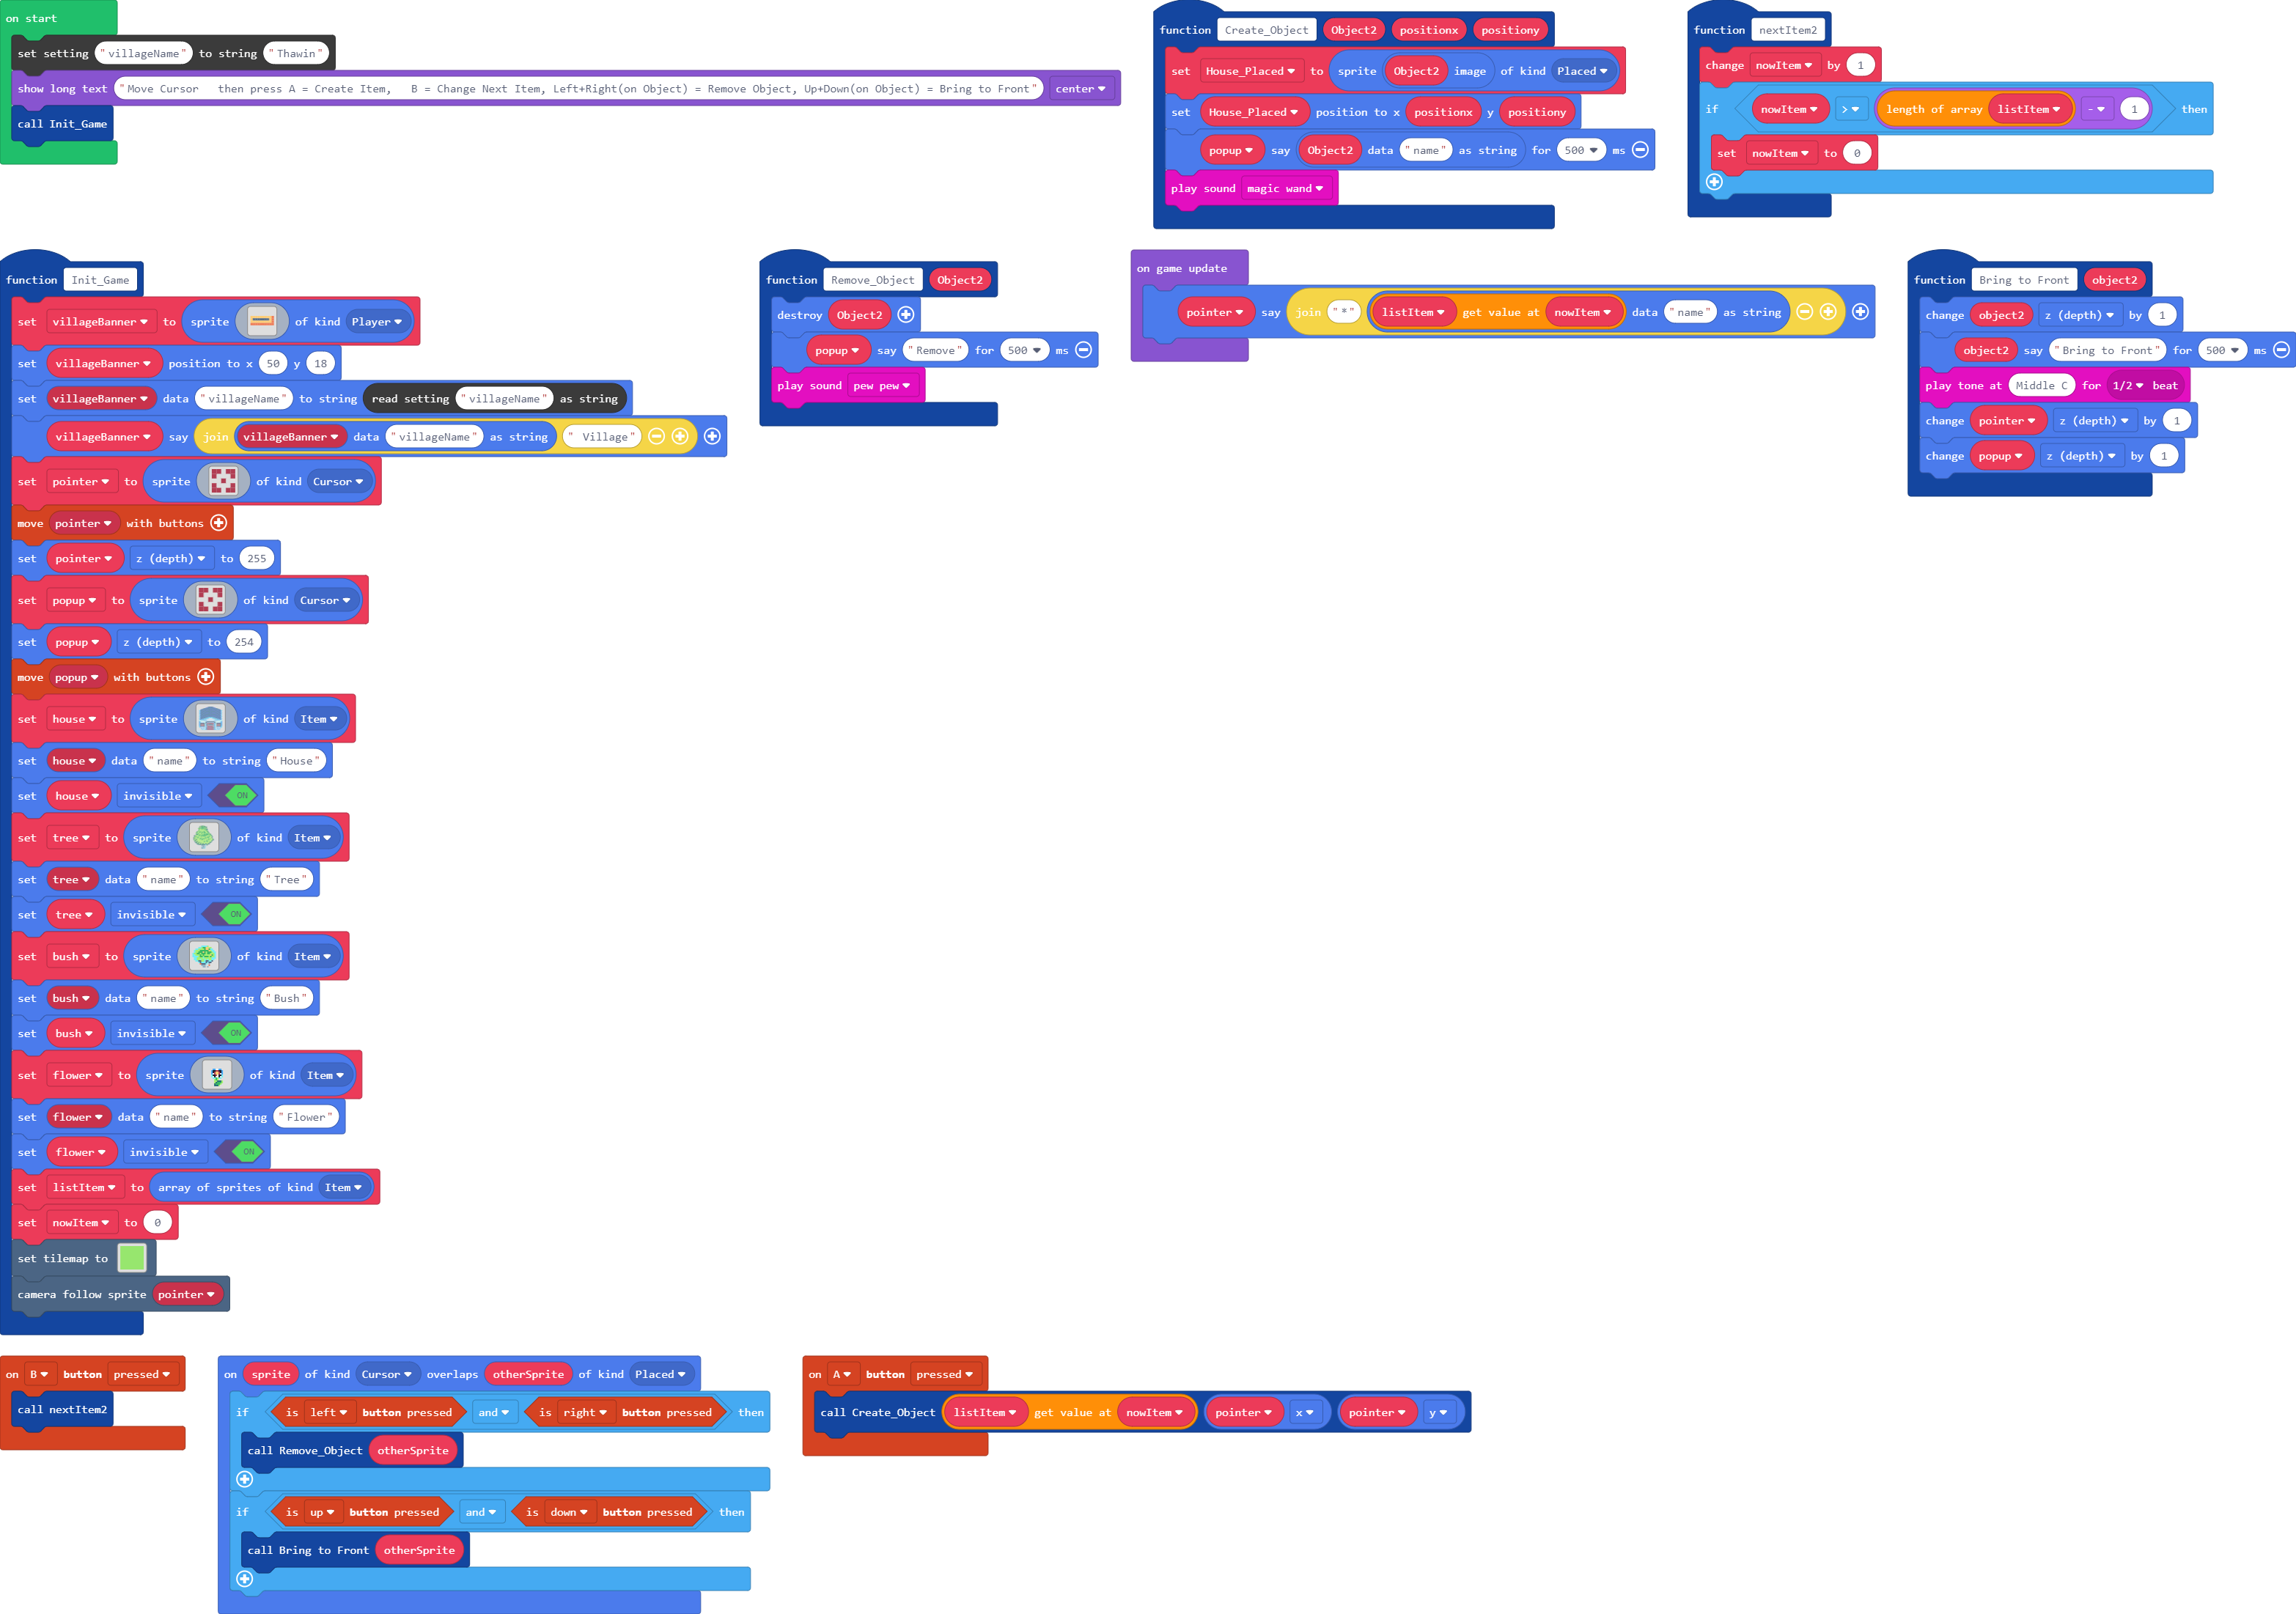 on start
set setting "villageName" to string "Thawin"
show long text "Move Cursor   then press A = Create Item,   B = Change Next Item, Left+Right(on Object) = Remove Object, Up+Down(on Object) = Bring to Front" center
call Init_Game
function Create_Object Object2 positionx positiony
set House_Placed to sprite Object2 image of kind Placed
set House_Placed position to x positionx y positiony
popup say Object2 data "name" as string for 500 ms
play sound magic wand
function nextItem2
change nowItem by 1
if nowItem > length of array listItem - 1 then
set nowItem to 0
function Init_Game
set villageBanner to sprite of kind Player
set villageBanner position to x 50 y 18
set villageBanner data "villageName" to string read setting "villageName" as string
villageBanner say join villageBanner data "villageName" as string " Village"
set pointer to sprite of kind Cursor
move pointer with buttons
set pointer z (depth) to 255
set popup to sprite of kind Cursor
set popup z (depth) to 254
move popup with buttons
set house to sprite of kind Item
set house data "name" to string "House"
set house invisible ON
set tree to sprite of kind Item
set tree data "name" to string "Tree"
set tree invisible ON
set bush to sprite of kind Item
set bush data "name" to string "Bush"
set bush invisible ON
set flower to sprite of kind Item
set flower data "name" to string "Flower"
set flower invisible ON
set listItem to array of sprites of kind Item
set nowItem to 0
set tilemap to
camera follow sprite pointer
function Remove_Object Object2
destroy Object2
popup say "Remove" for 500 ms
play sound pew pew
on game update
pointer say join "*" listItem get value at nowItem data "name" as string
function Bring to Front object2
change object2 z (depth) by 1
object2 say "Bring to Front" for 500 ms
play tone at Middle C for 1/2 beat
change pointer z (depth) by 1
change popup z (depth) by 1
on B button pressed
call nextItem2
on sprite of kind Cursor overlaps otherSprite of kind Placed
if is left button pressed and is right button pressed then
call Remove_Object otherSprite
if is up button pressed and is down button pressed then
call Bring to Front otherSprite
on A button pressed
call Create_Object listItem get value at nowItem pointer x pointer y